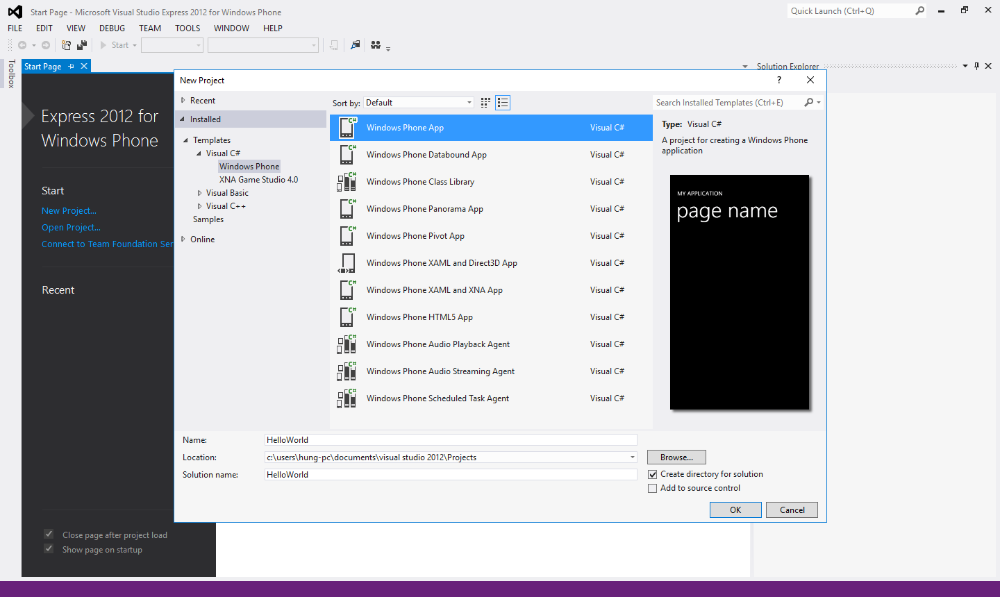 Start Page - Microsoft Visual Studio Express 2012 for Windows Phone
Quick Launch (Ctrl+Q)
FILE EDIT VIEW DEBUG TEAM TOOLS WINDOW HELP
Start
Toolbox
Start Page
Solution Explorer
Express 2012 for
Windows Phone
Start
New Project...
Open Project...
Connect to Team Foundation Ser
Recent
Close page after project load
Show page on startup
New Project
?
Recent
Installed
Templates
Visual C#
Windows Phone
XNA Game Studio 4.0
Visual Basic
Visual C++
Samples
Online
Sort by: Default
Search Installed Templates (Ctrl+E)
C# Windows Phone App Visual C#
C# Windows Phone Databound App Visual C#
C# Windows Phone Class Library Visual C#
C# Windows Phone Panorama App Visual C#
C# Windows Phone Pivot App Visual C#
Windows Phone XAML and Direct3D App Visual C#
C# Windows Phone XAML and XNA App Visual C#
C# Windows Phone HTML5 App Visual C#
C# Windows Phone Audio Playback Agent Visual C#
C# Windows Phone Audio Streaming Agent Visual C#
C# Windows Phone Scheduled Task Agent Visual C#
Type: Visual C#
A project for creating a Windows Phone
application
MY APPLICATION
page name
Name: HelloWorld
Location: c:\users\hung-pc\documents\visual studio 2012\Projects
Browse...
Solution name: HelloWorld
Create directory for solution
Add to source control
OK Cancel